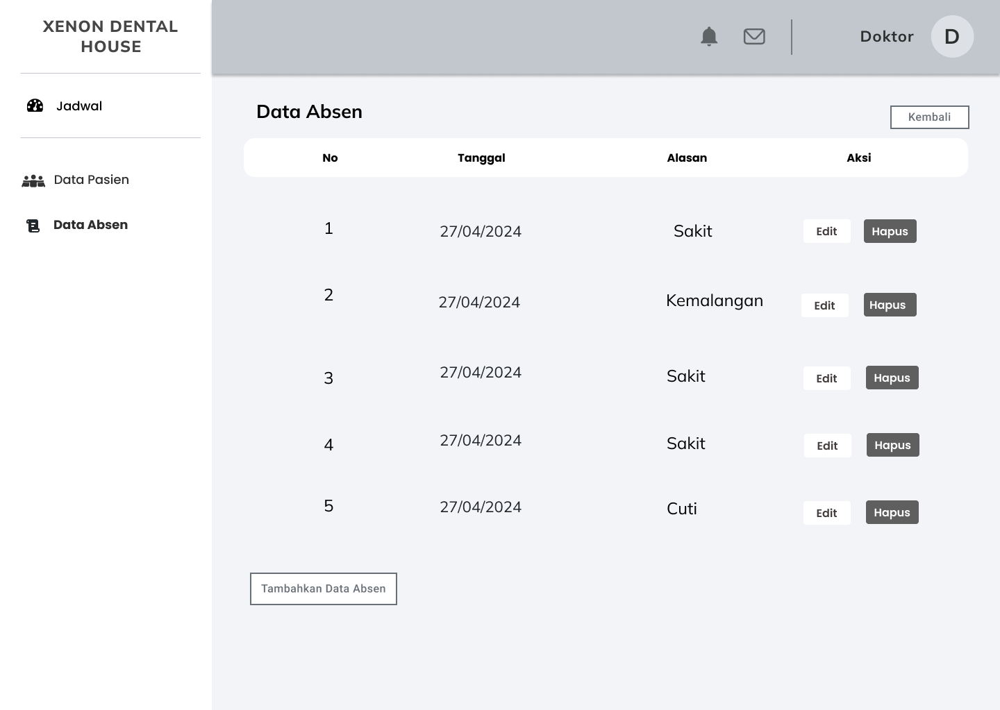 XENON DENTAL
HOUSE
Doktor D
Jadwal
Data Pasien
Data Absen
Data Absen
Kembali
No Tanggal Alasan Aksi
1 27/04/2024 Sakit Edit Hapus
2 27/04/2024 Kemalangan Edit Hapus
3 27/04/2024 Sakit Edit Hapus
4 27/04/2024 Sakit Edit Hapus
5 27/04/2024 Cuti Edit Hapus
Tambahkan Data Absen